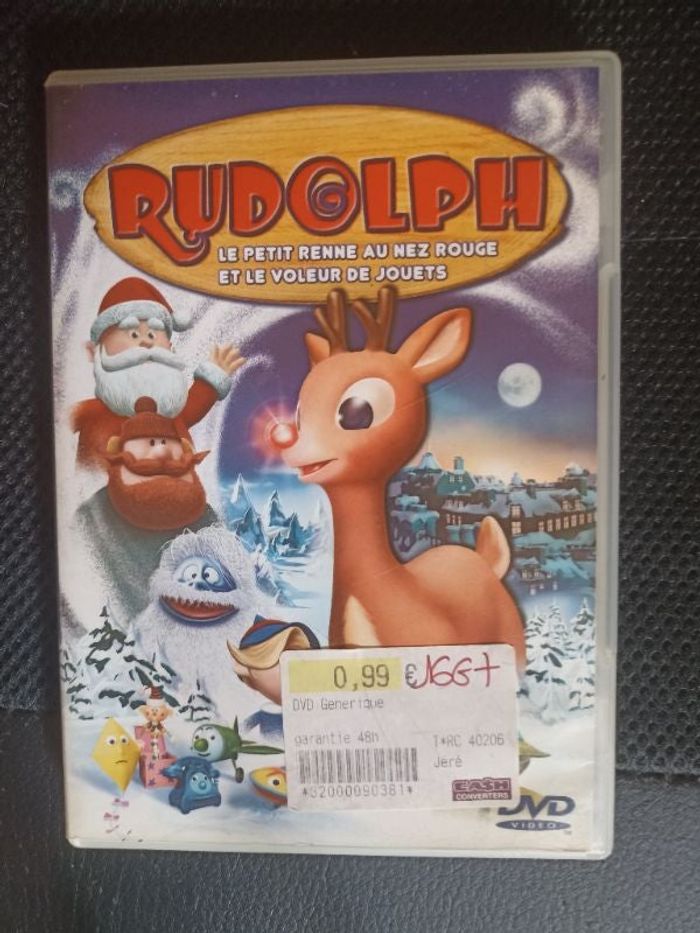 RUDOLPH
LE PETIT RENNE AU NEZ ROUGE
ET LE VOLEUR DE JOUETS
0,99 €
DVD Generique
garantie 48h
T*RC 40206
Jeré
*32000090381*
CASH
CONVERTERS
DVD
VIDEO